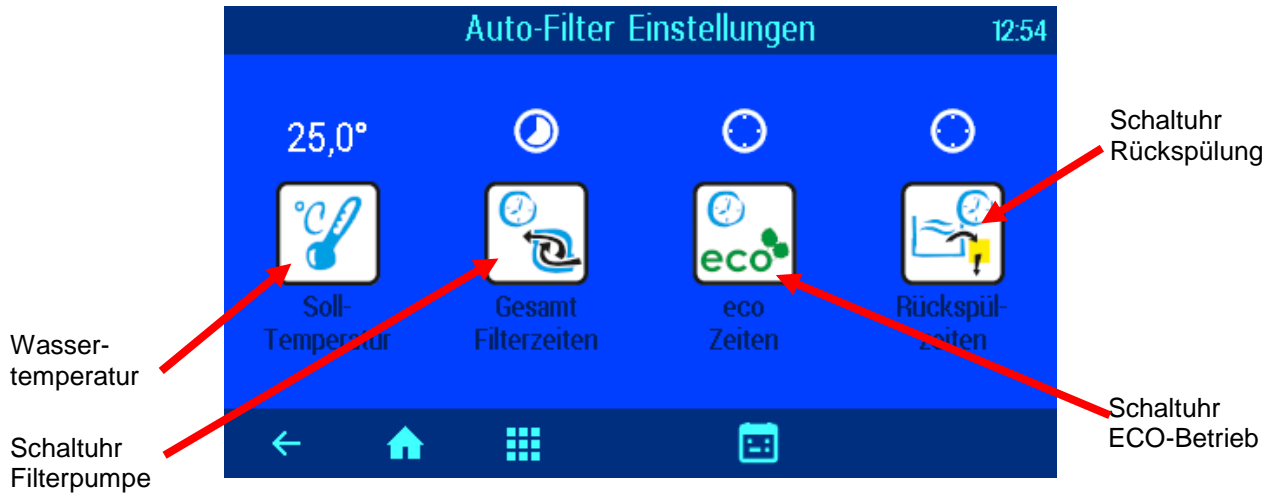 Auto-Filter Einstellungen
12:54
25,0°
°C
eco
Soll-
Temperatur
Gesamt
Filterzeiten
eco
Zeiten
Rückspül-
zeiten
Schaltuhr
Rückspülung
Wasser-
temperatur
Schaltuhr
Filterpumpe
Schaltuhr
ECO-Betrieb